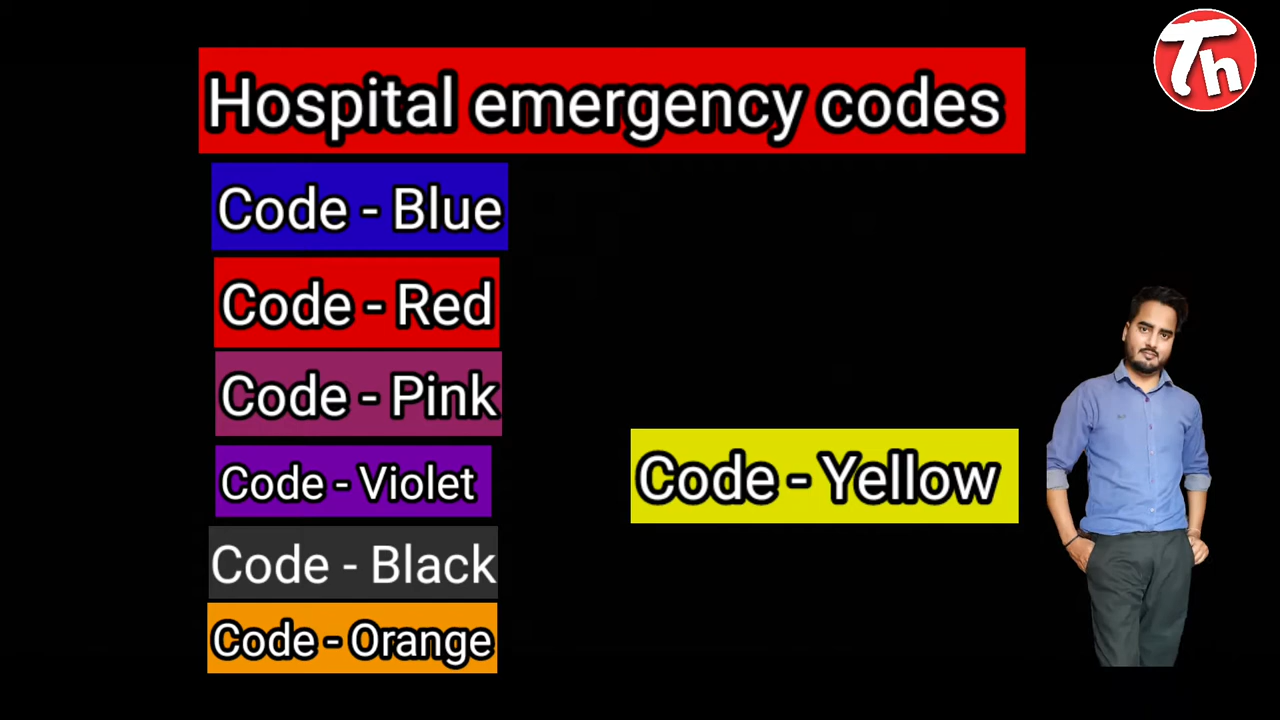 Th
Hospital emergency codes
Code - Blue
Code - Red
Code - Pink
Code - Violet
Code - Yellow
Code - Black
Code - Orange